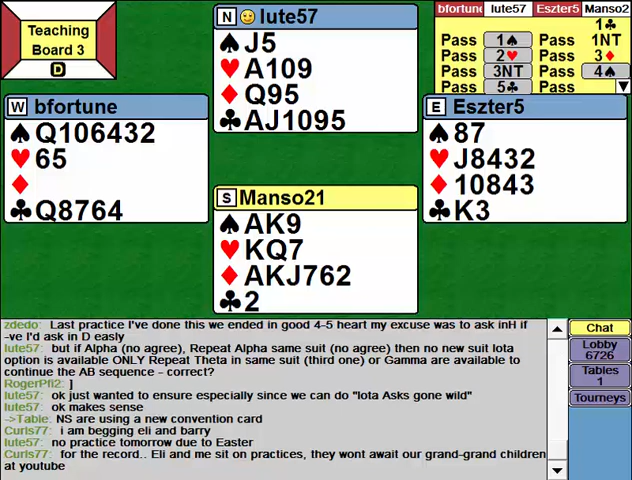 Teaching
Board 3
D
N lute57
♠ J5
♥ A109
♦ Q95
♣ AJ1095
bfortune lute57 Eszter5 Manso2
1♣
Pass 1♠ Pass 1NT
Pass 2♥ Pass 3♦
Pass 3NT Pass 4♠
Pass 5♣ Pass
W bfortune
♠ Q106432
♥ 65
♦
♣ Q8764
E Eszter5
♠ 87
♥ J8432
♦ 10843
♣ K3
S Manso21
♠ AK9
♥ KQ7
♦ AKJ762
♣ 2
zdedo: Last practice I've done this we ended in good 4-5 heart my excuse was to ask inH if
-ve I'd ask in D easily
lute57: but if Alpha (no agree), Repeat Alpha same suit (no agree) then no new suit Iota
option is available ONLY Repeat Theta in same suit (third one) or Gamma are available to
continue the AB sequence - correct?
RogerPfi2: ]
lute57: ok just wanted to ensure especially since we can do "Iota Asks gone wild"
lute57: ok makes sense
->Table: NS are using a new convention card
Curls77: i am begging eli and barry
lute57: no practice tomorrow due to Easter
Curls77: for the record.. Eli and me sit on practices, they wont await our grand-grand children
at youtube
Chat
Lobby
6726
Tables
1
Tourneys